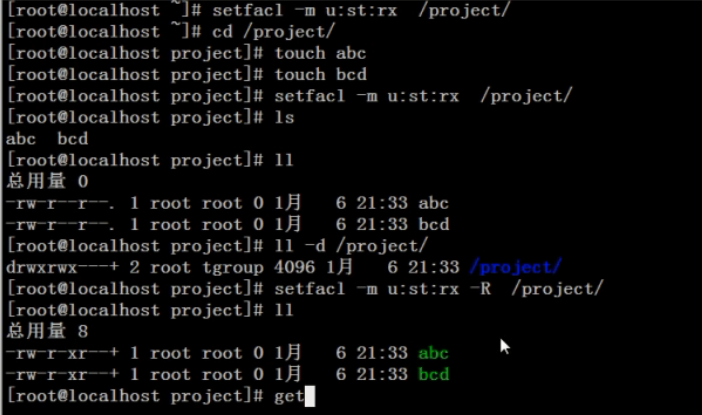 [root@localhost ~]# setfacl -m u:st:rx  /project/
[root@localhost ~]# cd /project/
[root@localhost project]# touch abc
[root@localhost project]# touch bcd
[root@localhost project]# setfacl -m u:st:rx  /project/
[root@localhost project]# ls
abc  bcd
[root@localhost project]# ll
总用量 0
-rw-r--r--. 1 root root 0 1月   6 21:33 abc
-rw-r--r--. 1 root root 0 1月   6 21:33 bcd
[root@localhost project]# ll -d /project/
drwxrwx---+ 2 root tgroup 4096 1月   6 21:33 /project/
[root@localhost project]# setfacl -m u:st:rx -R  /project/
[root@localhost project]# ll
总用量 8
-rw-r-xr--+ 1 root root 0 1月   6 21:33 abc
-rw-r-xr--+ 1 root root 0 1月   6 21:33 bcd
[root@localhost project]# get